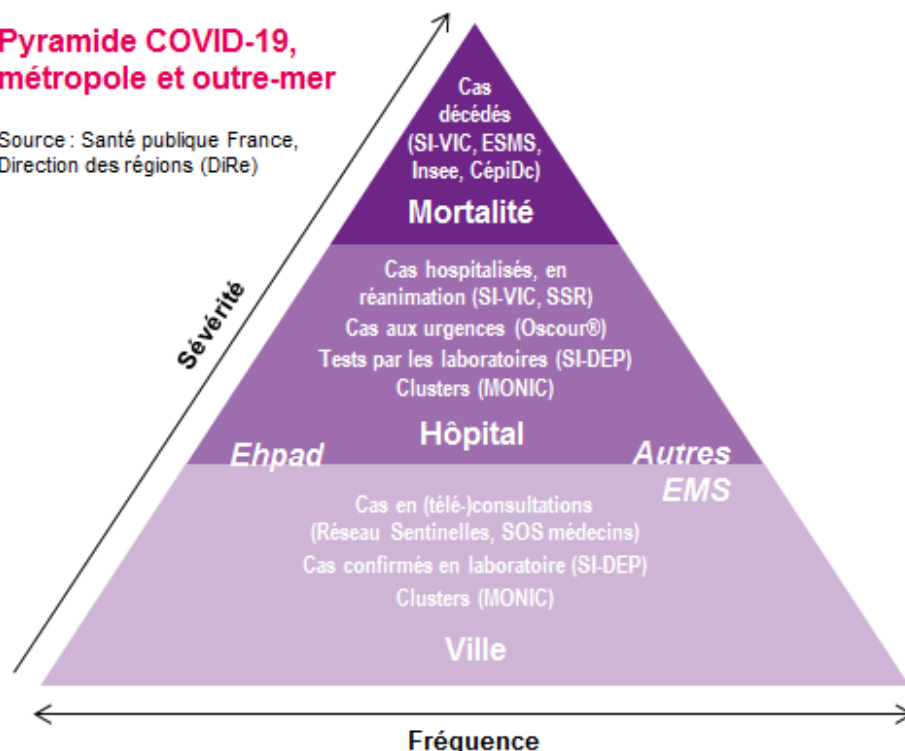 Pyramide COVID-19,
métropole et outre-mer
Source : Santé publique France,
Direction des régions (DiRe)
Cas
décédés
(SI-VIC, ESMS,
Insee, CépiDc)
Mortalité
Sévérité
Cas hospitalisés, en
réanimation (SI-VIC, SSR)
Cas aux urgences (Oscour®)
Tests par les laboratoires (SI-DEP)
Clusters (MONIC)
Hôpital
Ehpad
Autres
EMS
Cas en (télé-)consultations
(Réseau Sentinelles, SOS médecins)
Cas confirmés en laboratoire (SI-DEP)
Clusters (MONIC)
Ville
Fréquence